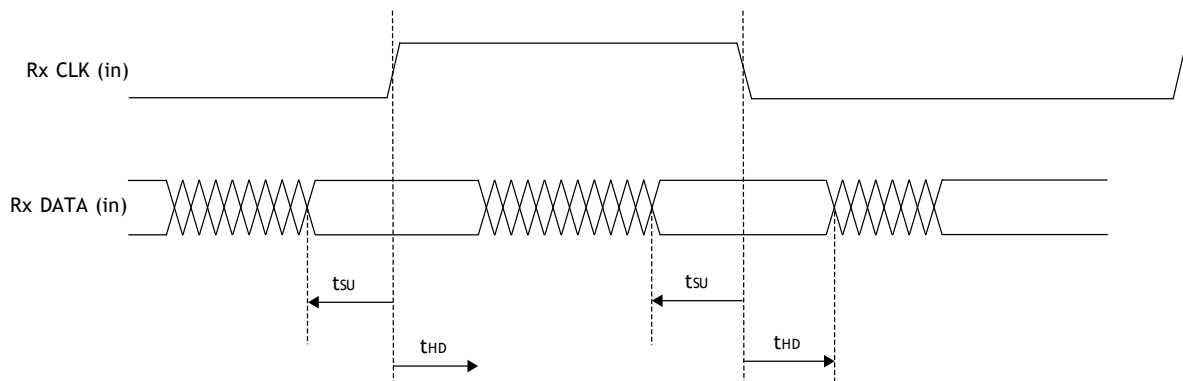 Rx CLK (in)
Rx DATA (in)
tSU
tSU
tHD
tHD